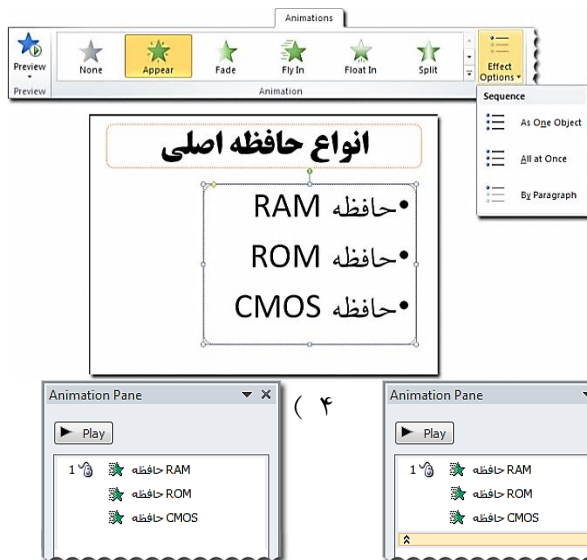 Animations
Preview
None
Appear
Fade
Fly In
Float In
Split
Effect Options
Preview
Animation
Sequence
As One Object
All at Once
By Paragraph
انواع حافظه اصلی
•حافظه RAM
•حافظه ROM
•حافظه CMOS
Animation Pane
Play
1 حافظه RAM
حافظه ROM
حافظه CMOS
۴ )
Animation Pane
Play
1 حافظه RAM
حافظه ROM
حافظه CMOS